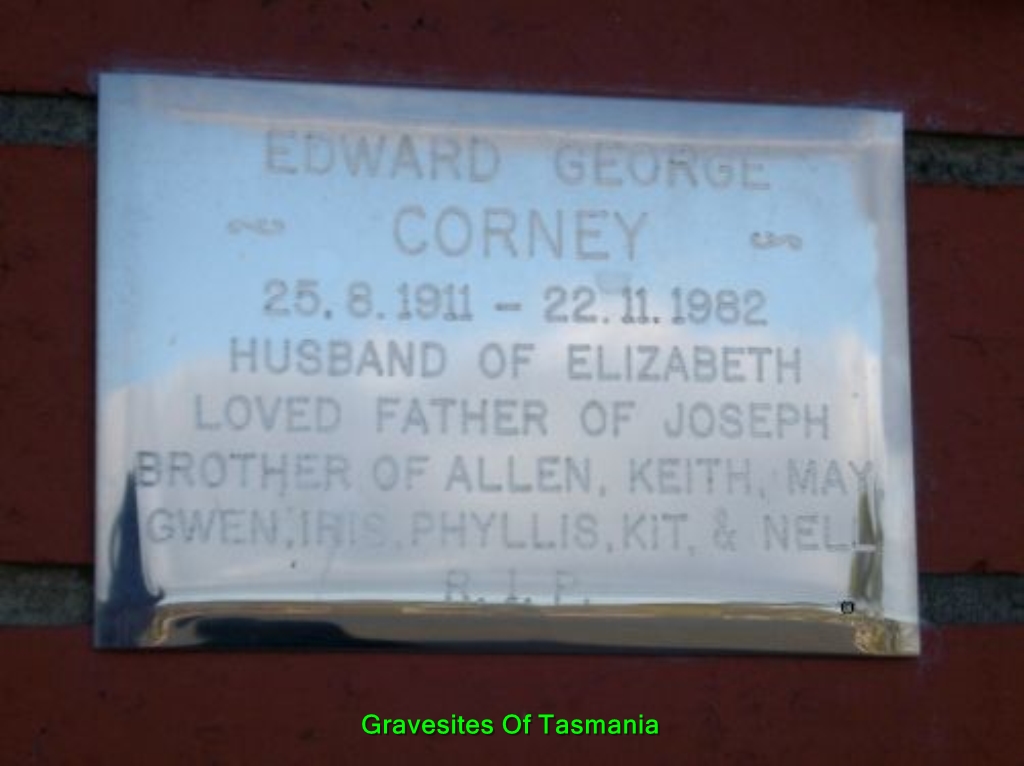 EDWARD GEORGE
CORNEY
25.8.1911 - 22.11.1982
HUSBAND OF ELIZABETH
LOVED FATHER OF JOSEPH
BROTHER OF ALLEN, KEITH, MAY,
GWEN, IRIS, PHYLLIS, KIT, & NELL
R.I.P.
Gravesites Of Tasmania